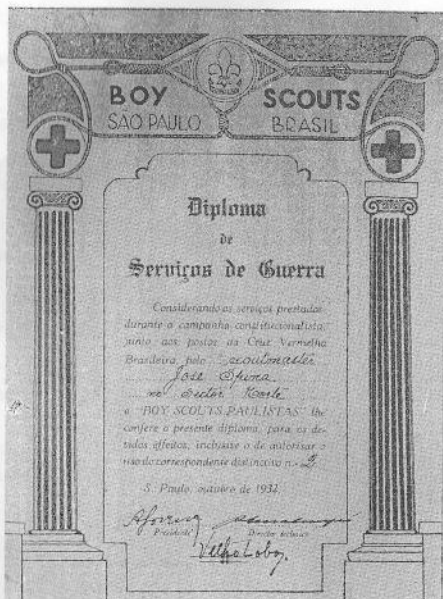 BOY SCOUTS
SÃO PAULO BRASIL
Diploma
de
Serviços de Guerra
Considerando os serviços prestados
durante a campanha constitucionalista,
junto aos postos da Cruz Vermelha
Brasileira, pelo scoutmaster
José Spina
no Sector Norte
a "BOY SCOUTS PAULISTAS" lhe
confere o presente diploma, para os de-
vidos effeitos, inclusive o de autorisar o
uso do correspondente distinctivo n.º 2
S. Paulo, outubro de 1932
Presidente Director technico
Velho Lobo